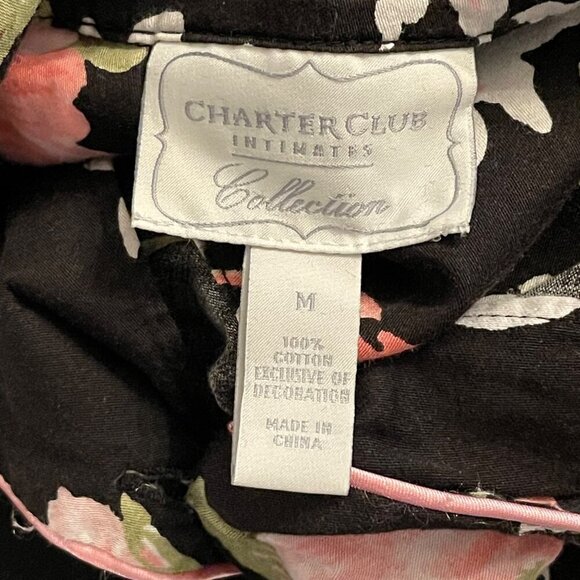 CHARTER CLUB
INTIMATES
Collection
M
100%
COTTON
EXCLUSIVE OF
DECORATION
MADE IN
CHINA